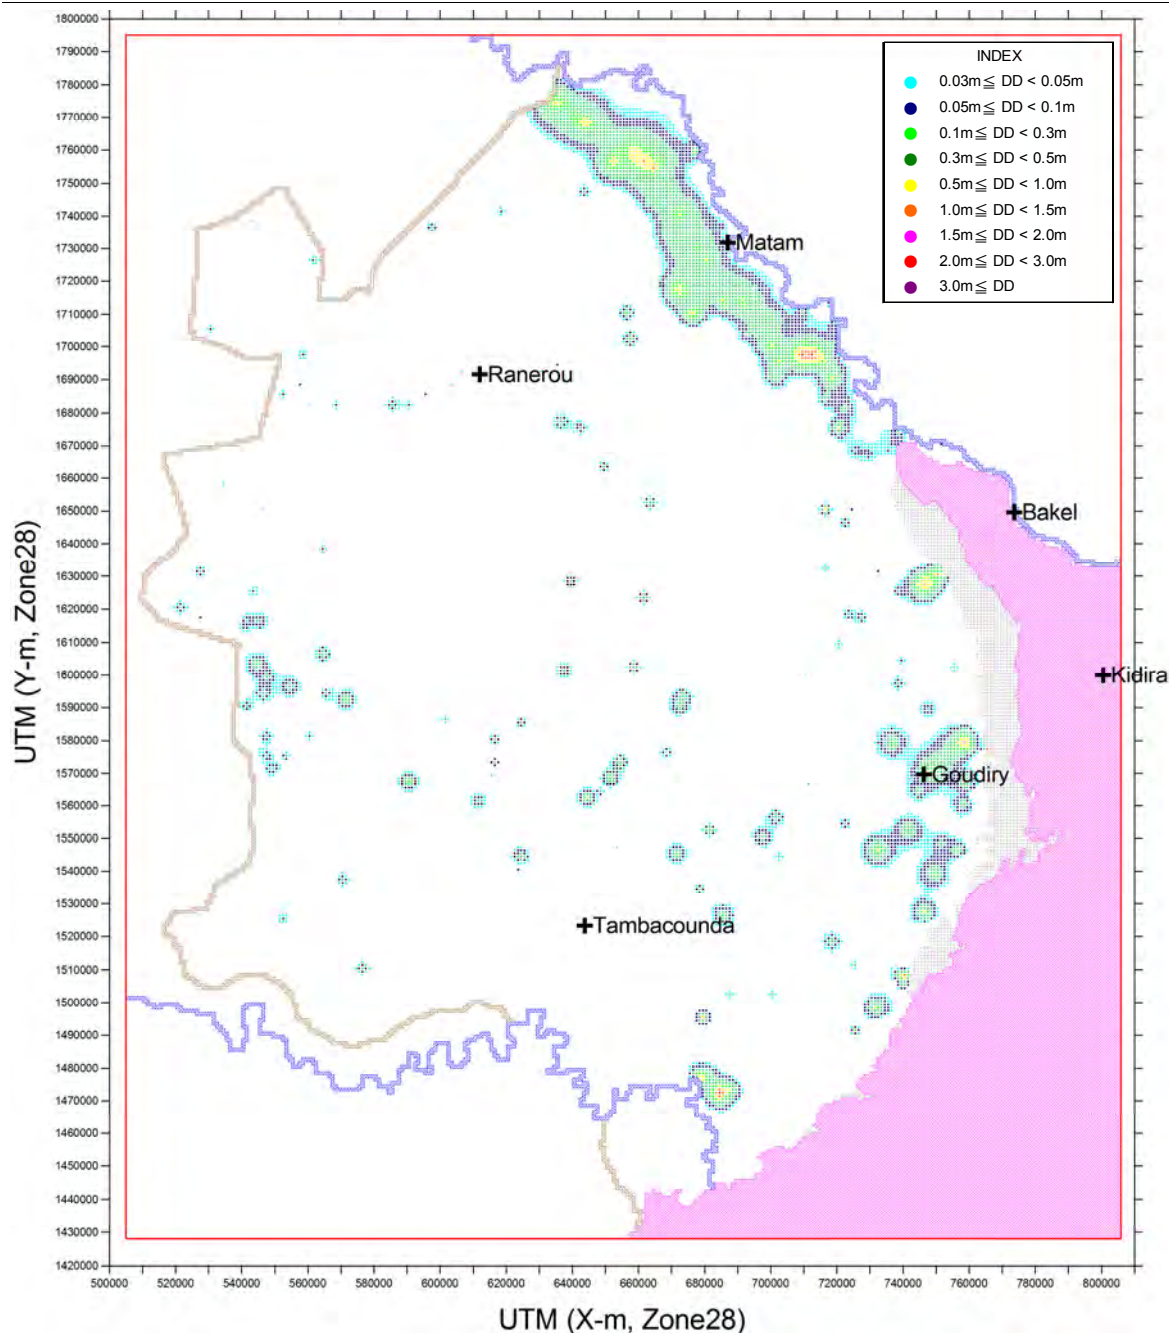 1800000
1790000
1780000
1770000
1760000
1750000
1740000
1730000
1720000
1710000
1700000
1690000
1680000
1670000
1660000
1650000
1640000
1630000
1620000
1610000
1600000
1590000
1580000
1570000
1560000
1550000
1540000
1530000
1520000
1510000
1500000
1490000
1480000
1470000
1460000
1450000
1440000
1430000
1420000
UTM (Y-m, Zone28)
INDEX
0.03m≦ DD < 0.05m
0.05m≦ DD < 0.1m
0.1m≦ DD < 0.3m
0.3m≦ DD < 0.5m
0.5m≦ DD < 1.0m
1.0m≦ DD < 1.5m
1.5m≦ DD < 2.0m
2.0m≦ DD < 3.0m
3.0m≦ DD
Matam
Ranerou
Bakel
Kidira
Goudiry
Tambacounda
500000 520000 540000 560000 580000 600000 620000 640000 660000 680000 700000 720000 740000 760000 780000 800000
UTM (X-m, Zone28)